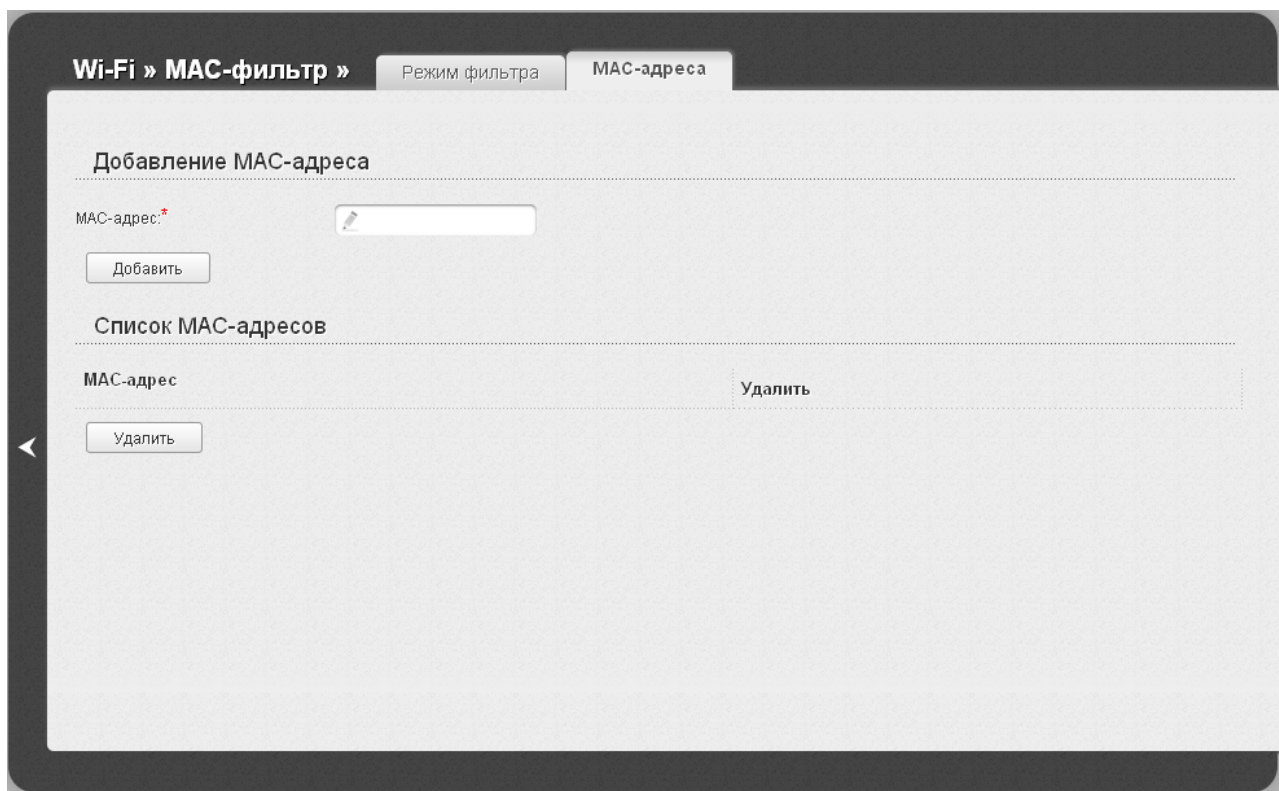 Wi-Fi » MAC-фильтр » Режим фильтра MAC-адреса
Добавление MAC-адреса
MAC-адрес:*
Добавить
Список MAC-адресов
MAC-адрес Удалить
Удалить